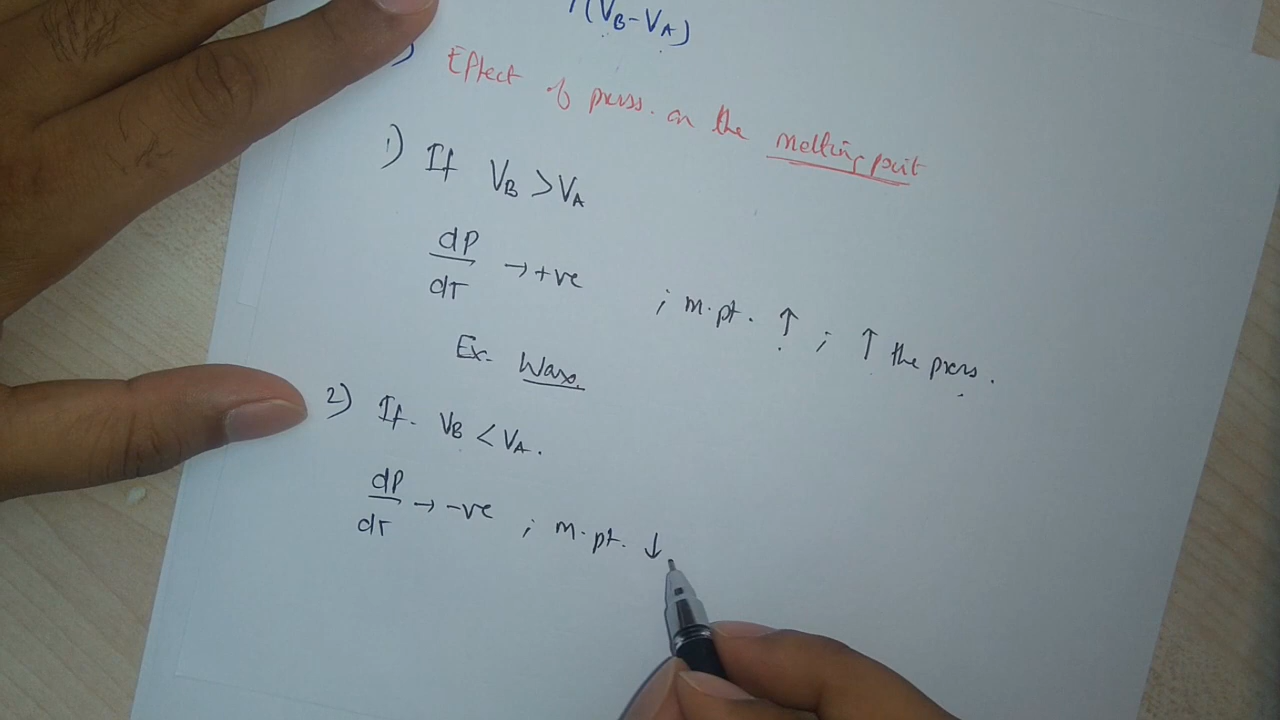 T(VB-VA)
) Effect of press. on the melting point
1) If VB > VA
dP/dT → +ve ; m.pt. ↑ ; ↑ the press.
Ex- Wax.
2) If. VB < VA.
dP/dT → -ve ; m.pt. ↓